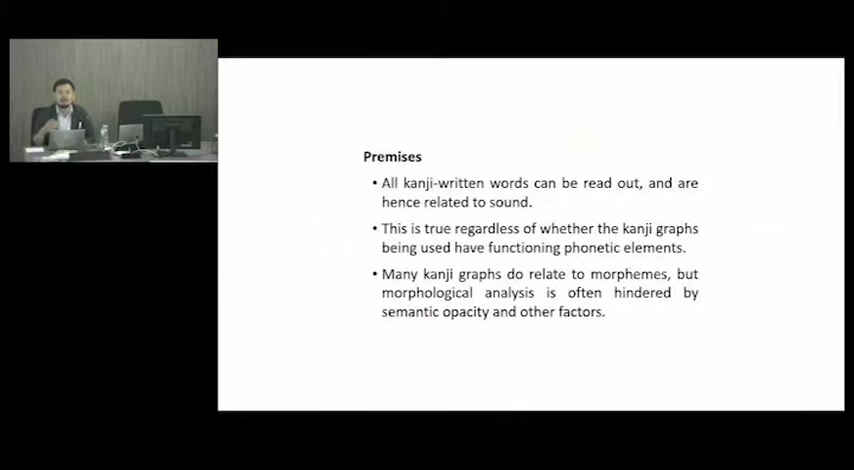 Premises
• All kanji-written words can be read out, and are
hence related to sound.
• This is true regardless of whether the kanji graphs
being used have functioning phonetic elements.
• Many kanji graphs do relate to morphemes, but
morphological analysis is often hindered by
semantic opacity and other factors.